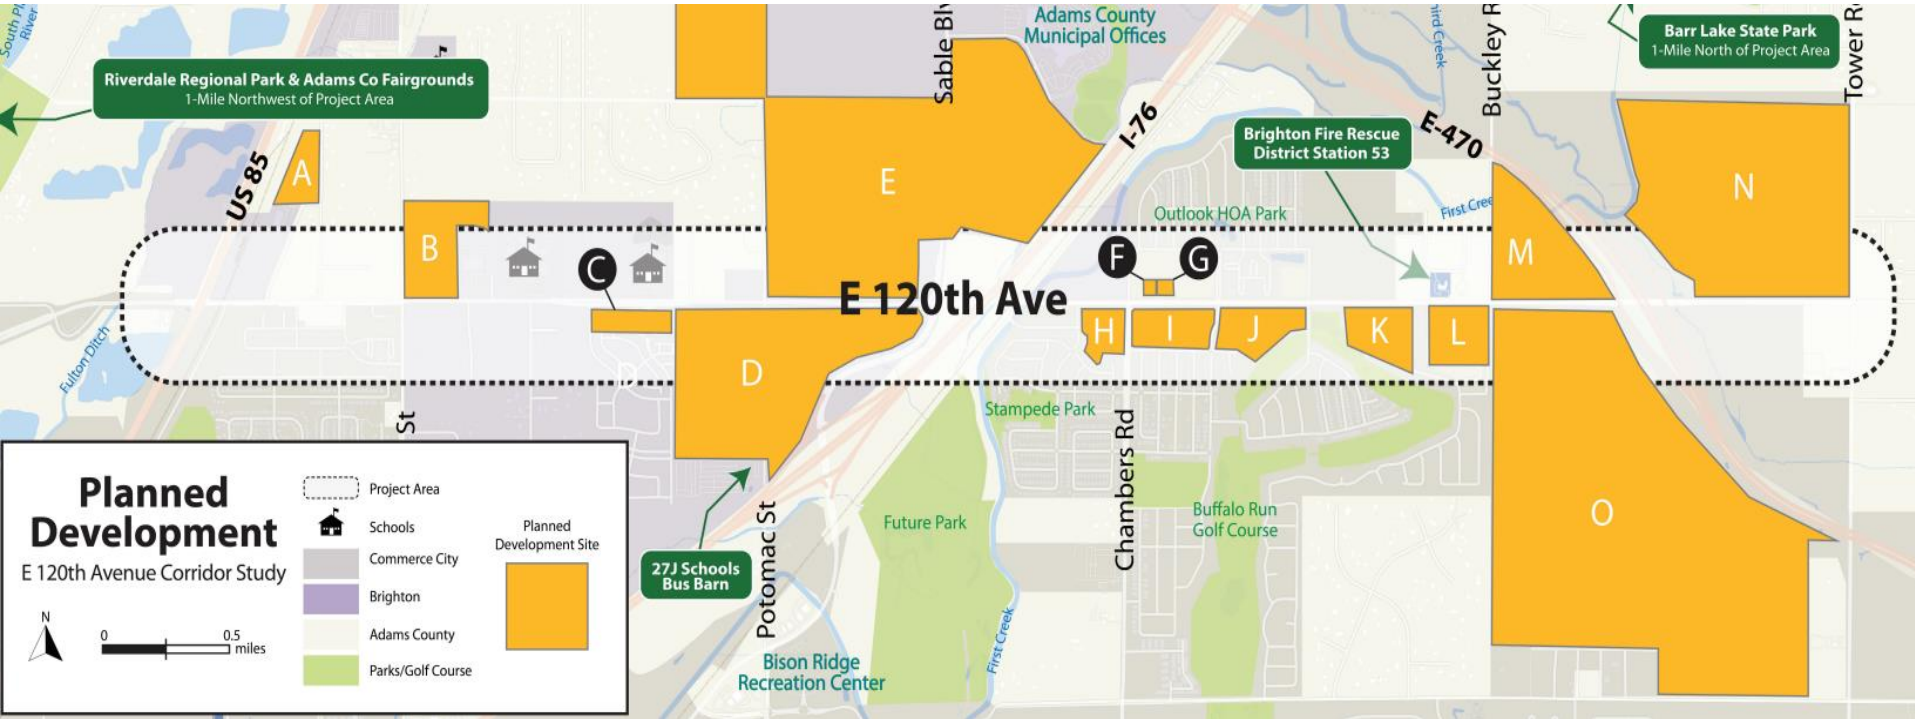 South Pl
River
Riverdale Regional Park & Adams Co Fairgrounds
1-Mile Northwest of Project Area
US 85
A
B
C
D
D
E
Sable Blv
Adams County
Municipal Offices
I-76
E-470
Third Creek
Buckley R
Barr Lake State Park
1-Mile North of Project Area
Tower R
Brighton Fire Rescue
District Station 53
First Cree
Outlook HOA Park
F
G
E 120th Ave
H
I
J
K
L
M
N
O
Fulton Ditch
St
Stampede Park
Chambers Rd
Future Park
Buffalo Run
Golf Course
First Creek
Potomac St
27J Schools
Bus Barn
Bison Ridge
Recreation Center
Planned
Development
E 120th Avenue Corridor Study
N
0
0.5
miles
Project Area
Schools
Commerce City
Brighton
Adams County
Parks/Golf Course
Planned
Development Site